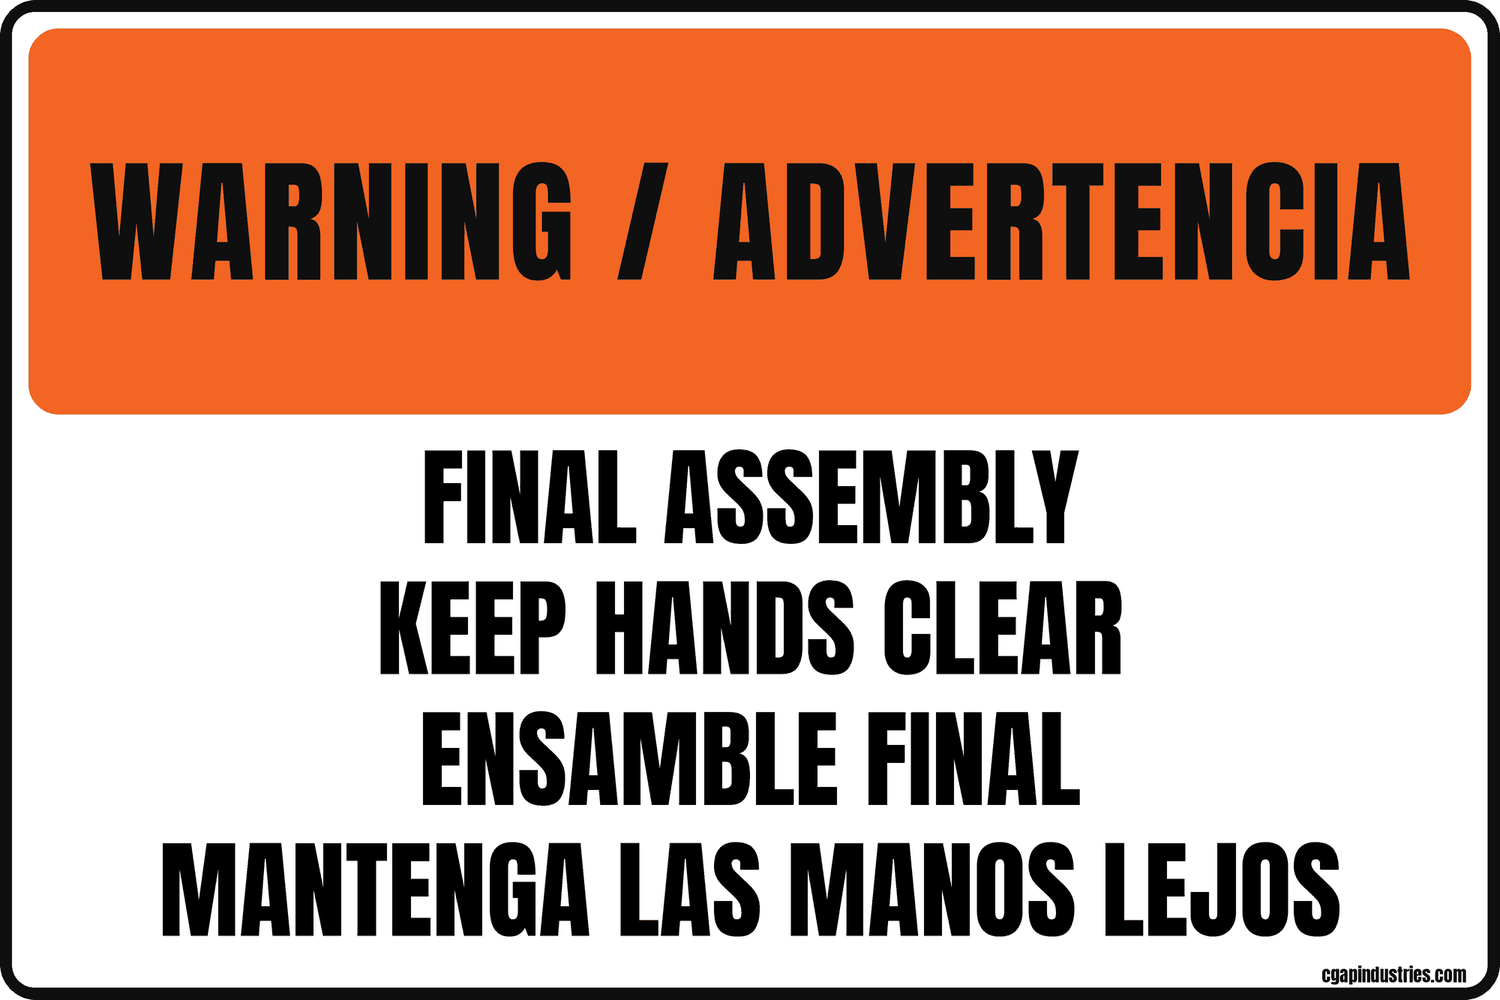 WARNING / ADVERTENCIA
FINAL ASSEMBLY
KEEP HANDS CLEAR
ENSAMBLE FINAL
MANTENGA LAS MANOS LEJOS
cgapindustries.com